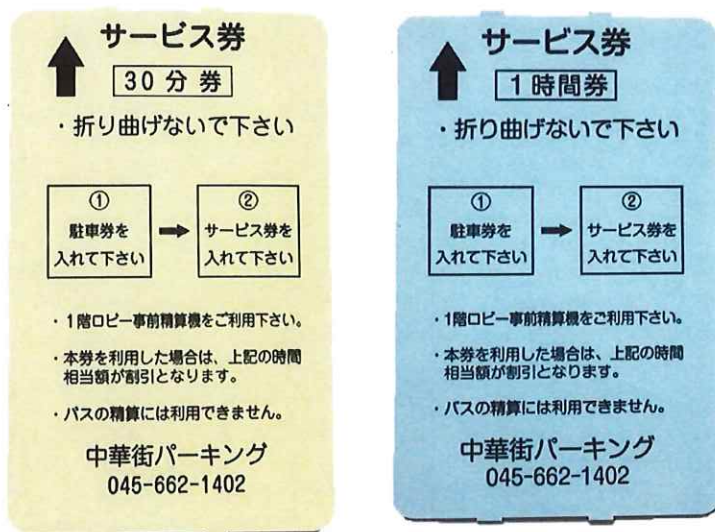 サービス券
30分券
・折り曲げないで下さい
①
駐車券を
入れて下さい
②
サービス券を
入れて下さい
・1階ロビー事前精算機をご利用下さい。
・本券を利用した場合は、上記の時間
相当額が割引となります。
・バスの精算には利用できません。
中華街パーキング
045-662-1402
サービス券
1時間券
・折り曲げないで下さい
①
駐車券を
入れて下さい
②
サービス券を
入れて下さい
・1階ロビー事前精算機をご利用下さい。
・本券を利用した場合は、上記の時間
相当額が割引となります。
・バスの精算には利用できません。
中華街パーキング
045-662-1402